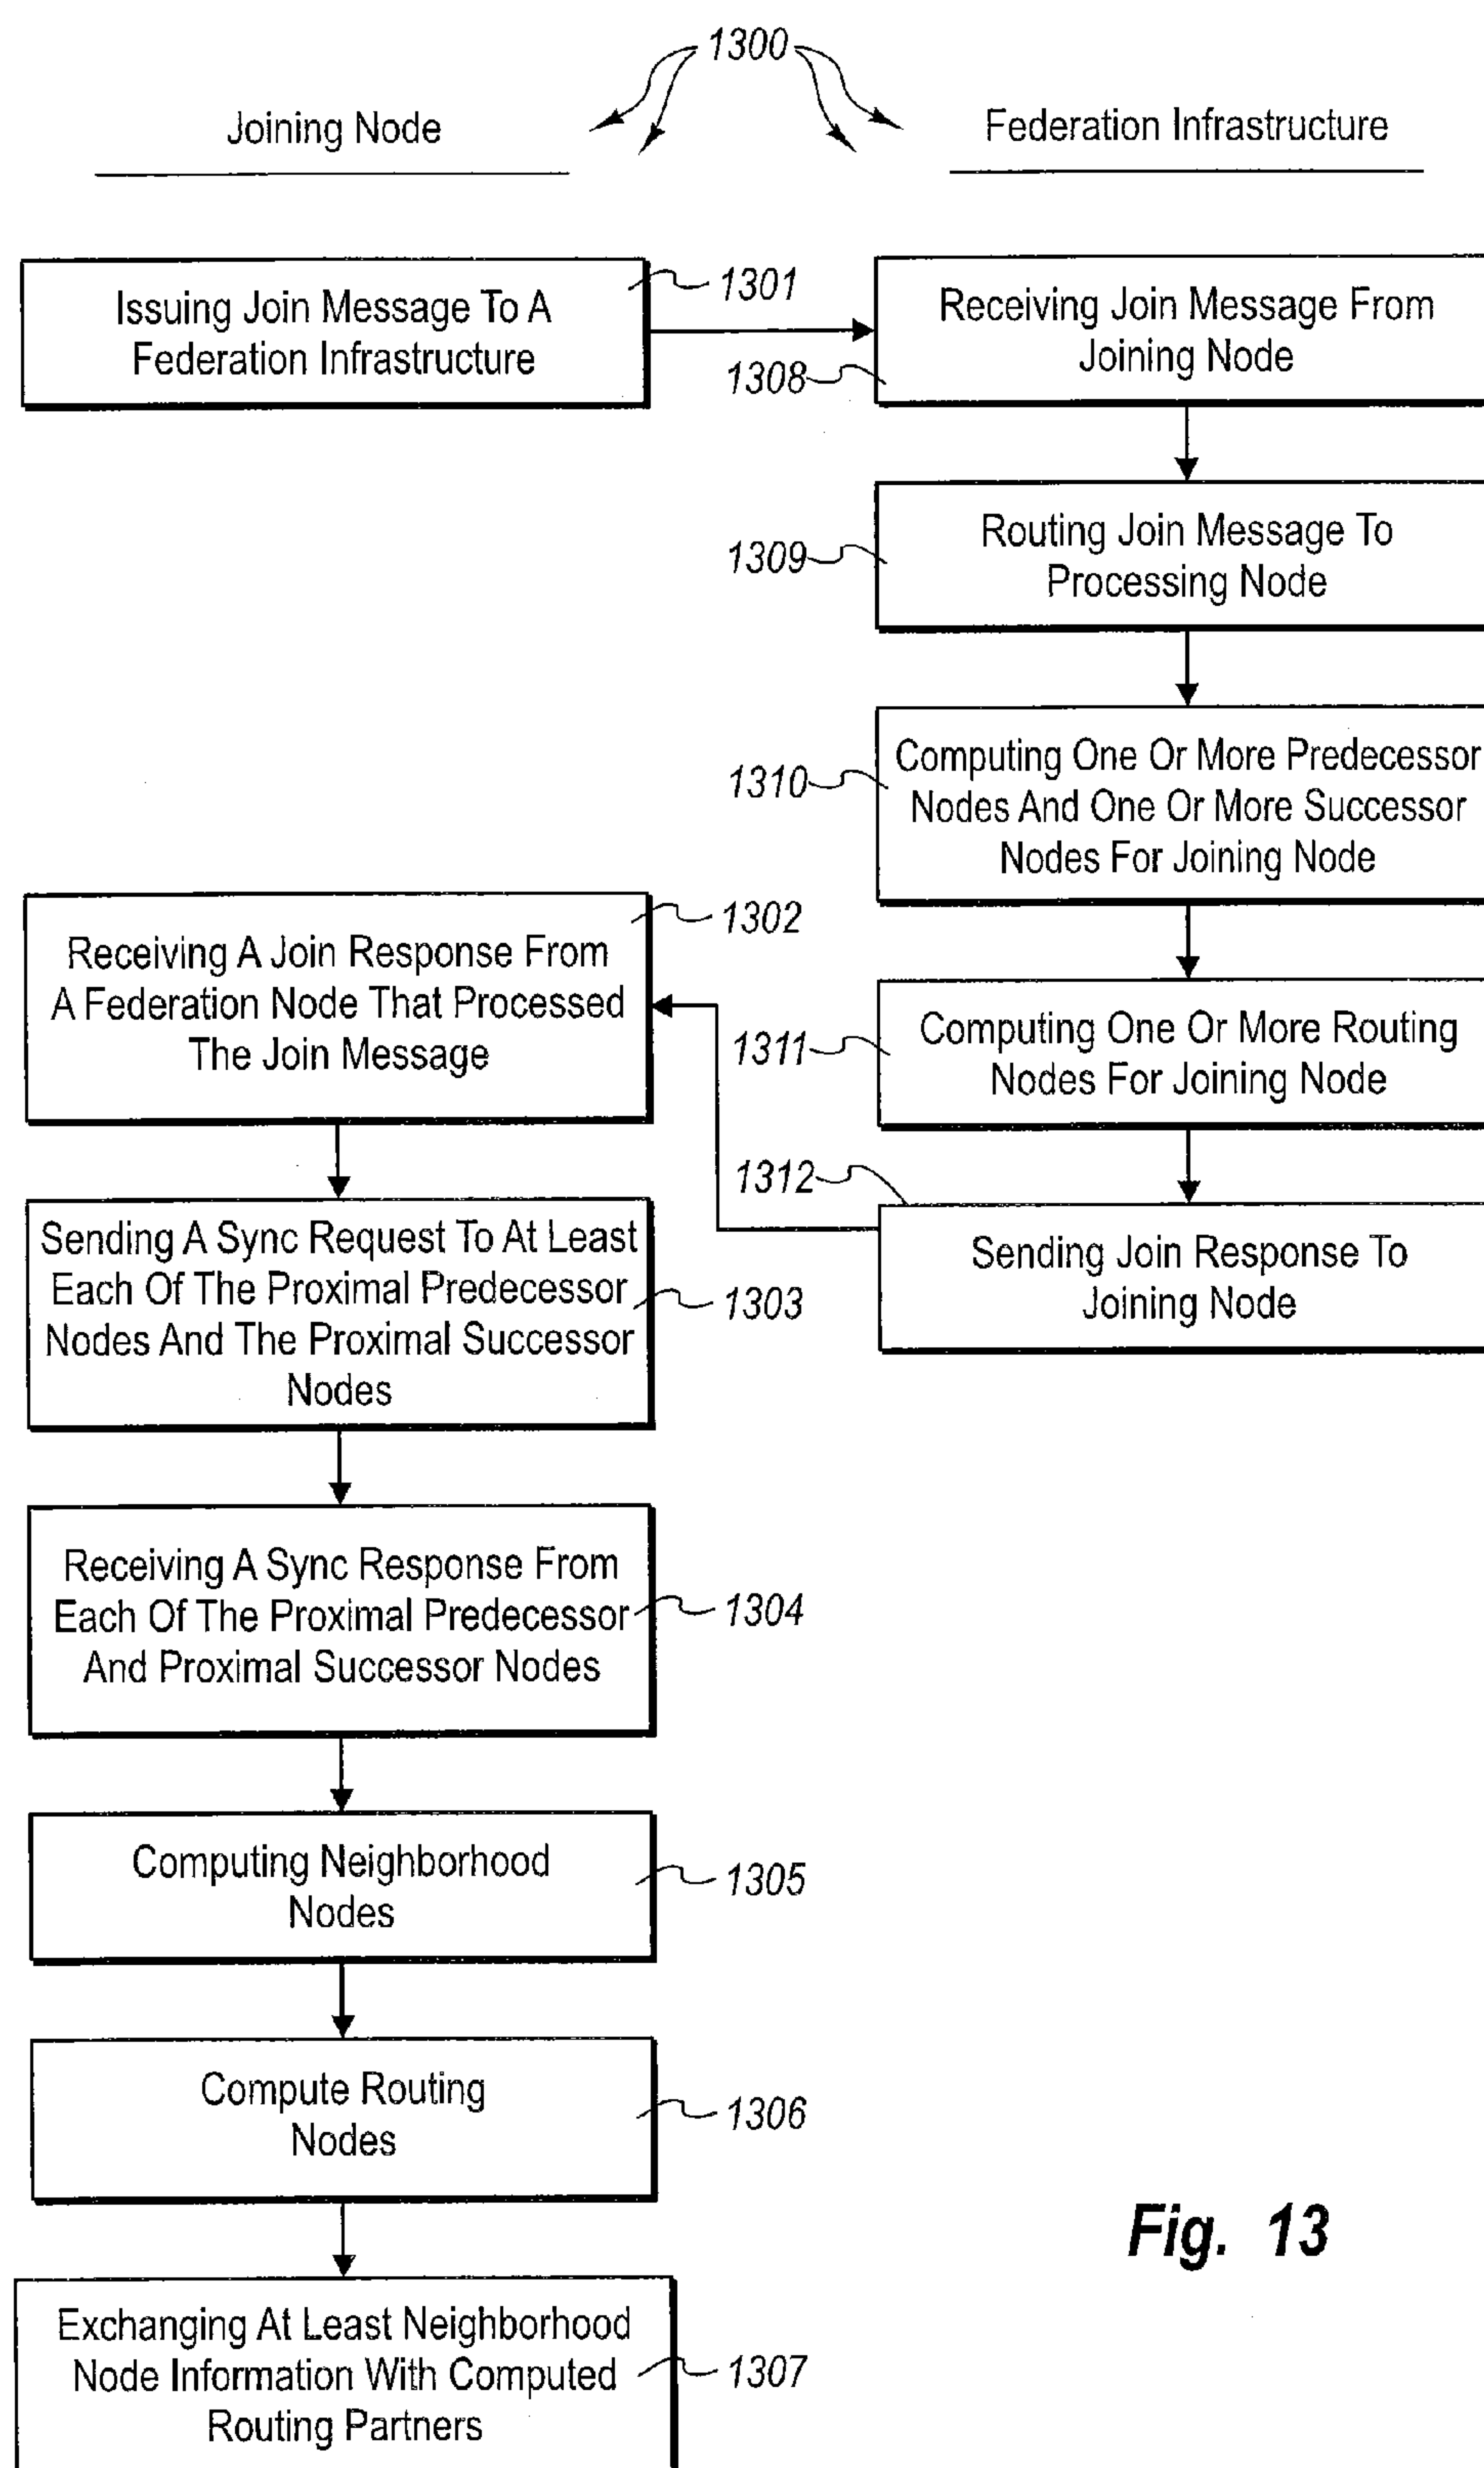 1300
Joining Node
Federation Infrastructure
Issuing Join Message To A
Federation Infrastructure
1301
Receiving Join Message From
Joining Node
1308
Routing Join Message To
Processing Node
1309
Computing One Or More Predecessor
Nodes And One Or More Successor
Nodes For Joining Node
1310
Receiving A Join Response From
A Federation Node That Processed
The Join Message
1302
Computing One Or More Routing
Nodes For Joining Node
1311
Sending Join Response To
Joining Node
1312
Sending A Sync Request To At Least
Each Of The Proximal Predecessor
Nodes And The Proximal Successor
Nodes
1303
Receiving A Sync Response From
Each Of The Proximal Predecessor
And Proximal Successor Nodes
1304
Computing Neighborhood
Nodes
1305
Compute Routing
Nodes
1306
Fig. 13
Exchanging At Least Neighborhood
Node Information With Computed
Routing Partners
1307